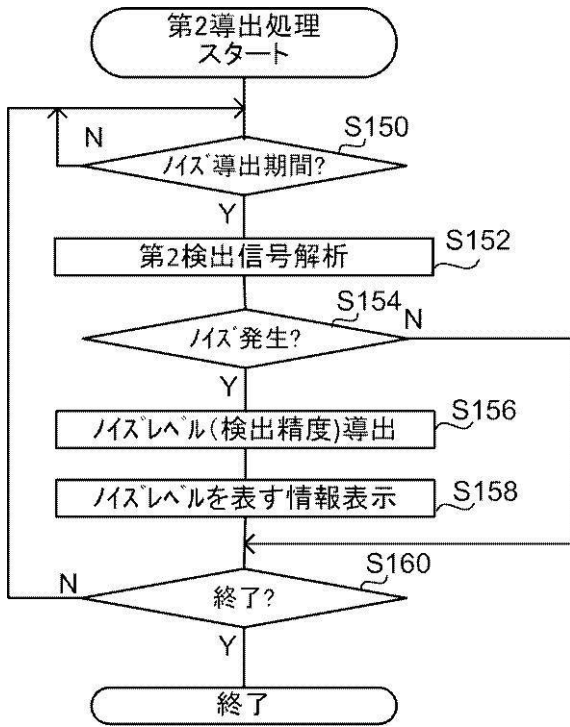 第2導出処理
スタート
N
S150
ノイズ導出期間?
Y
S152
第2検出信号解析
S154
ノイズ発生?
N
Y
S156
ノイズレベル(検出精度)導出
S158
ノイズレベルを表す情報表示
S160
N
終了?
Y
終了